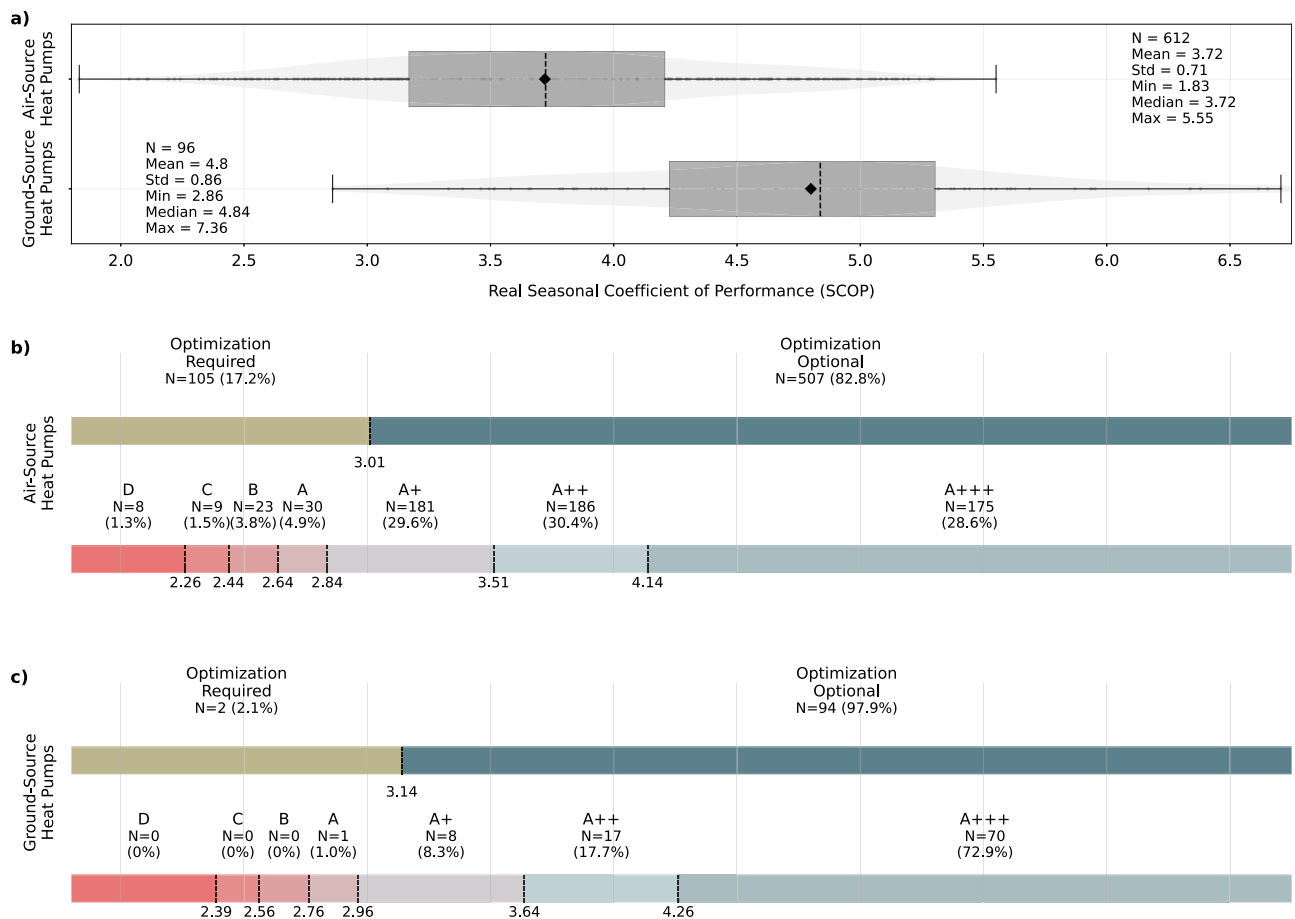 a)
Air-Source
Heat Pumps
N = 612
Mean = 3.72
Std = 0.71
Min = 1.83
Median = 3.72
Max = 5.55
Ground-Source
Heat Pumps
N = 96
Mean = 4.8
Std = 0.86
Min = 2.86
Median = 4.84
Max = 7.36
2.0 2.5 3.0 3.5 4.0 4.5 5.0 5.5 6.0 6.5
Real Seasonal Coefficient of Performance (SCOP)
b)
Optimization
Required
N=105 (17.2%)
Optimization
Optional
N=507 (82.8%)
Air-Source
Heat Pumps
3.01
D C B A A+ A++ A+++
N=8 N=9 N=23 N=30 N=181 N=186 N=175
(1.3%) (1.5%) (3.8%) (4.9%) (29.6%) (30.4%) (28.6%)
2.26 2.44 2.64 2.84 3.51 4.14
c)
Optimization
Required
N=2 (2.1%)
Optimization
Optional
N=94 (97.9%)
Ground-Source
Heat Pumps
3.14
D C B A A+ A++ A+++
N=0 N=0 N=0 N=1 N=8 N=17 N=70
(0%) (0%) (0%) (1.0%) (8.3%) (17.7%) (72.9%)
2.39 2.56 2.76 2.96 3.64 4.26